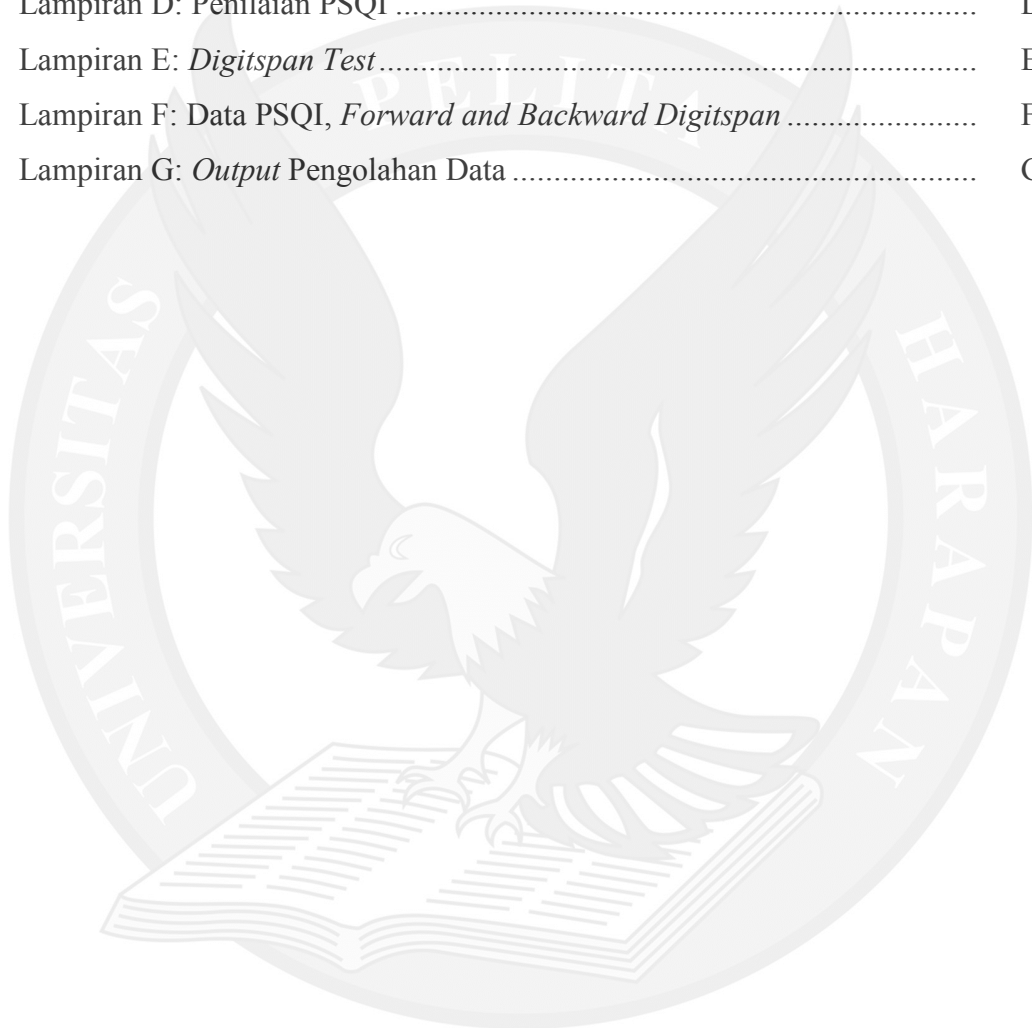 Lampiran D: Penilaian PSQI ........................................................................
Lampiran E: Digitspan Test ........................................................................
Lampiran F: Data PSQI, Forward and Backward Digitspan ......................
Lampiran G: Output Pengolahan Data ........................................................
UNIVERSITAS PELITA HARAPAN